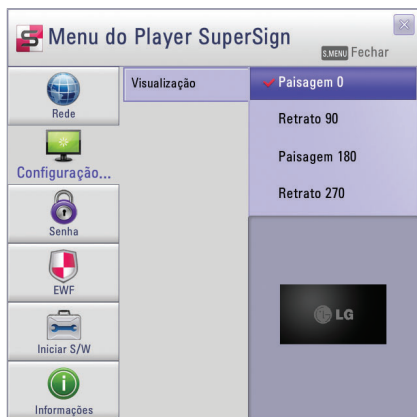 Menu do Player SuperSign
S.MENU Fechar
Rede
Configuração...
Senha
EWF
Iniciar S/W
Informações
Visualização
Paisagem 0
Retrato 90
Paisagem 180
Retrato 270
LG